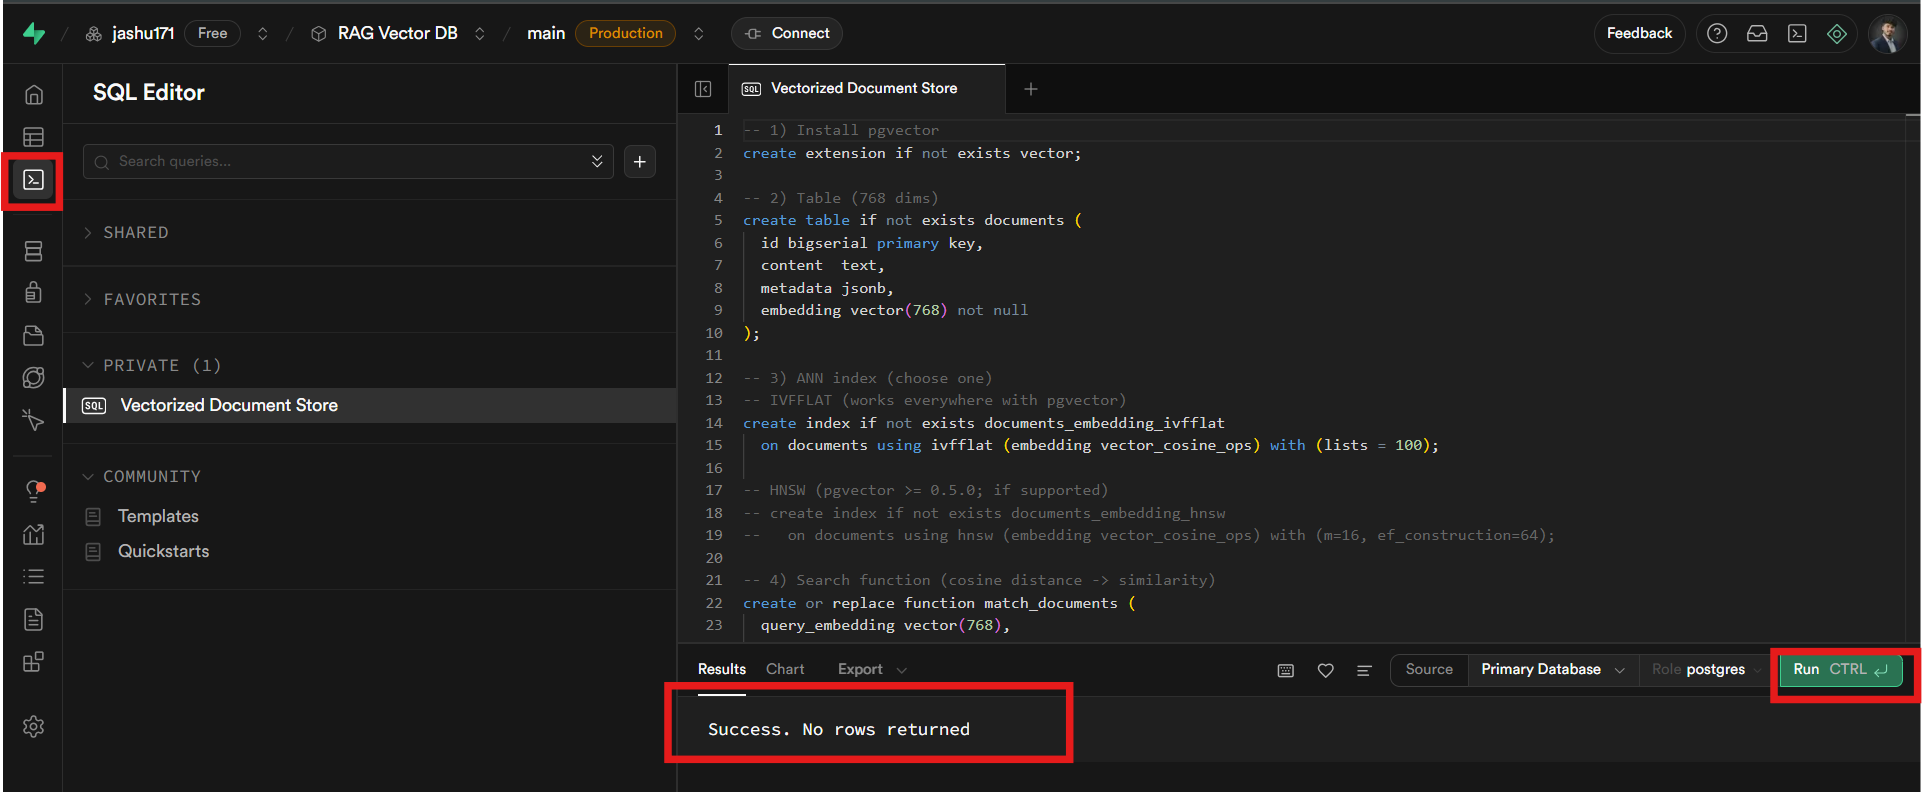 jashu171 Free RAG Vector DB main Production Connect Feedback
SQL Editor
Search queries...
SHARED
FAVORITES
PRIVATE (1)
SQL Vectorized Document Store
COMMUNITY
Templates
Quickstarts
SQL Vectorized Document Store
1 -- 1) Install pgvector
2 create extension if not exists vector;
3
4 -- 2) Table (768 dims)
5 create table if not exists documents (
6 id bigserial primary key,
7 content  text,
8 metadata jsonb,
9 embedding vector(768) not null
10 );
11
12 -- 3) ANN index (choose one)
13 -- IVFFLAT (works everywhere with pgvector)
14 create index if not exists documents_embedding_ivfflat
15 on documents using ivfflat (embedding vector_cosine_ops) with (lists = 100);
16
17 -- HNSW (pgvector >= 0.5.0; if supported)
18 -- create index if not exists documents_embedding_hnsw
19 --   on documents using hnsw (embedding vector_cosine_ops) with (m=16, ef_construction=64);
20
21 -- 4) Search function (cosine distance -> similarity)
22 create or replace function match_documents (
23 query_embedding vector(768),
Results Chart Export Source Primary Database Role postgres Run CTRL
Success. No rows returned